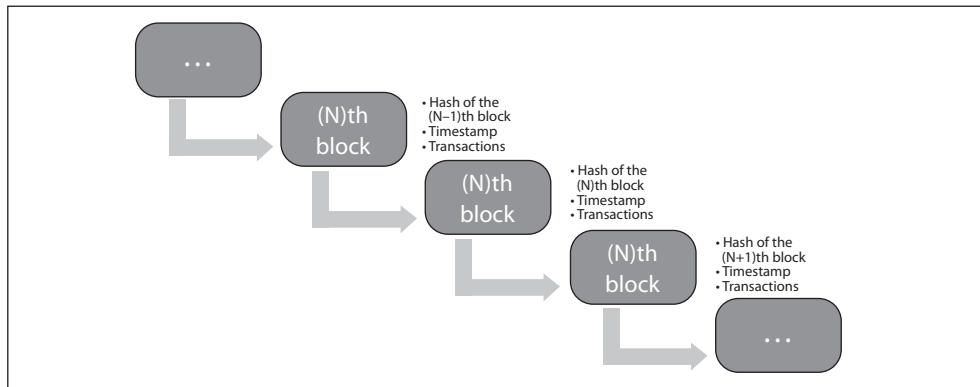 ...
(N)th
block
• Hash of the
(N–1)th block
• Timestamp
• Transactions
(N)th
block
• Hash of the
(N)th block
• Timestamp
• Transactions
(N)th
block
• Hash of the
(N+1)th block
• Timestamp
• Transactions
...